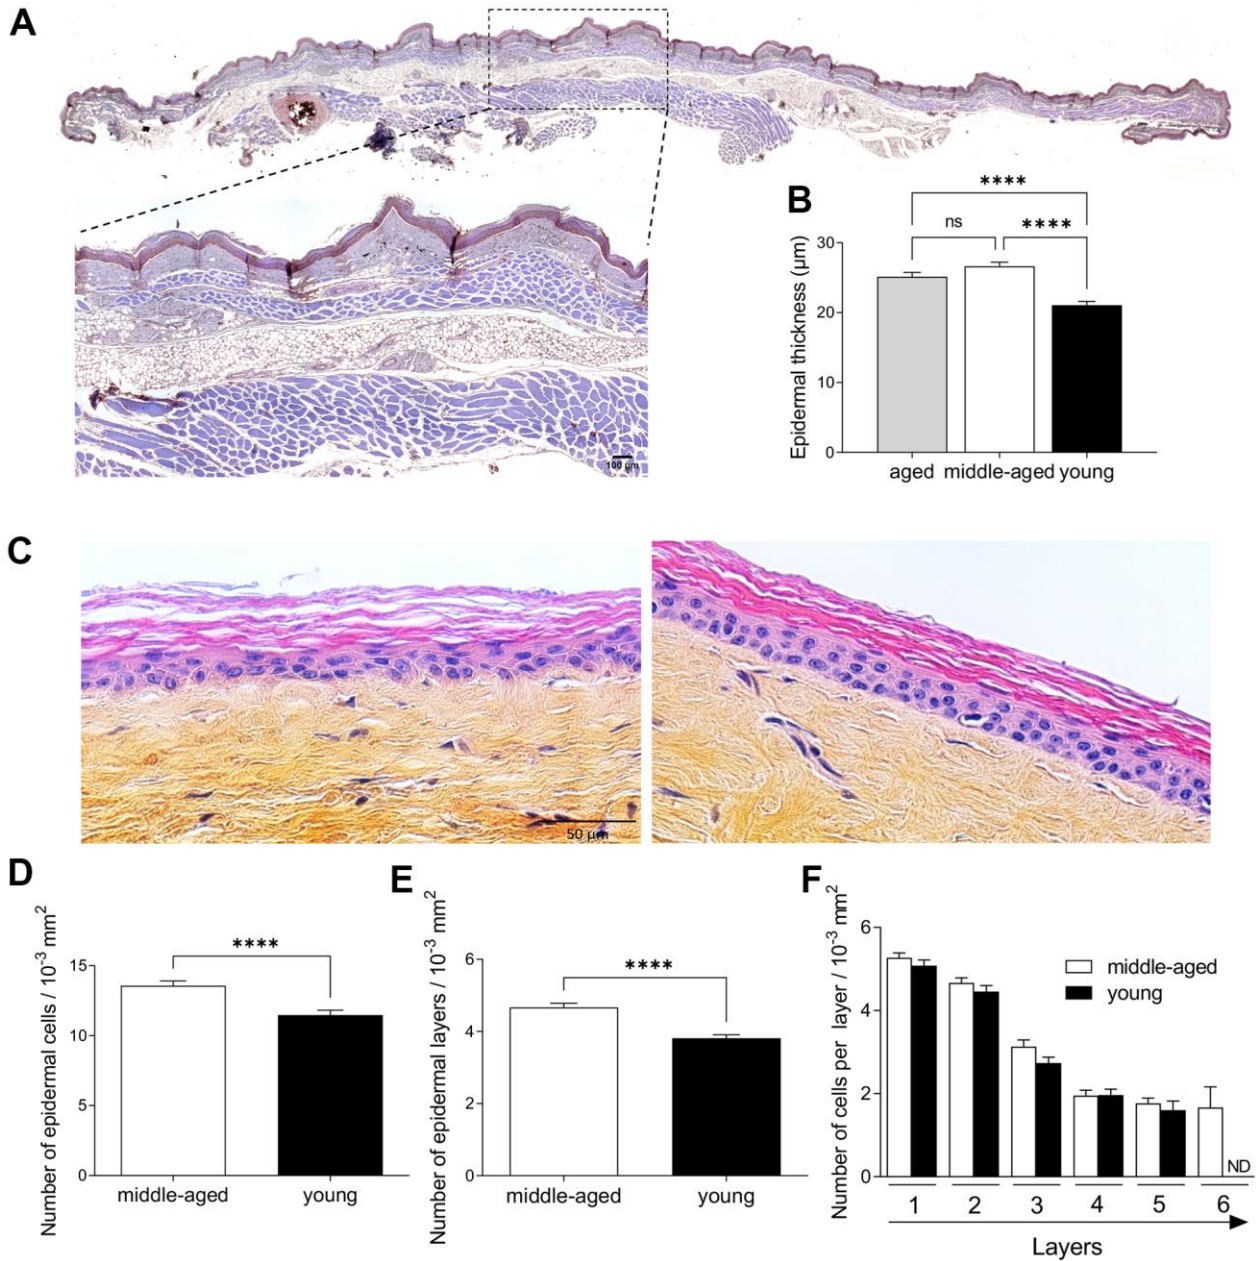 A
100 μm
B
****
ns
****
Epidermal thickness (μm)
30
20
10
0
aged middle-aged young
C
50 μm
D
Number of epidermal cells / 10⁻³ mm²
****
15
10
5
0
middle-aged young
E
Number of epidermal layers / 10⁻³ mm²
****
6
4
2
0
middle-aged young
F
Number of cells per layer / 10⁻³ mm²
6
4
2
0
middle-aged
young
ND
1 2 3 4 5 6
Layers